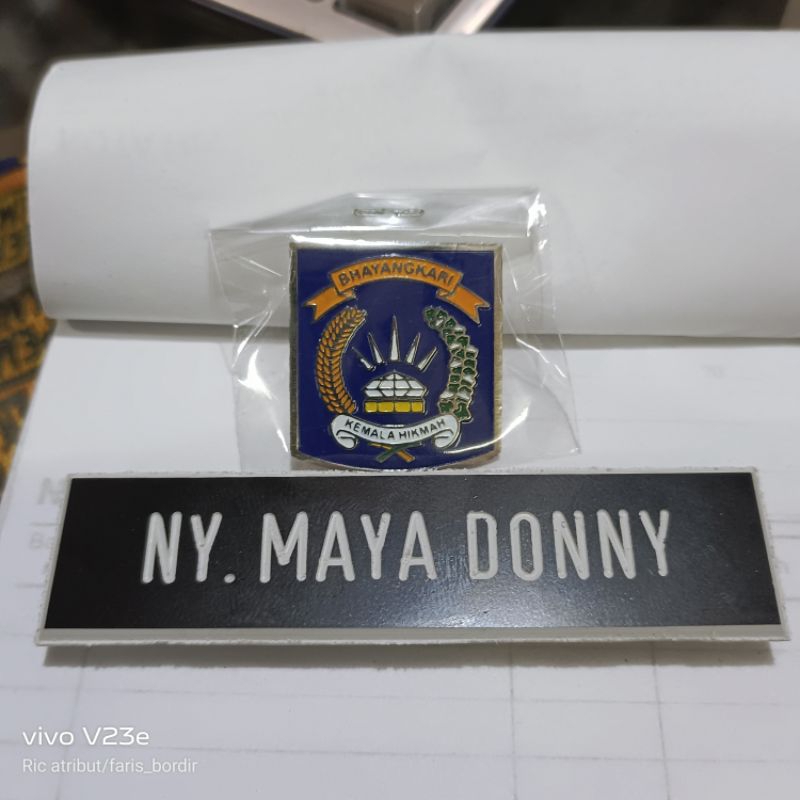 BHAYANGKARI
KEMALA HIKMAH
NY. MAYA DONNY
vivo V23e
Ric atribut/faris_bordir